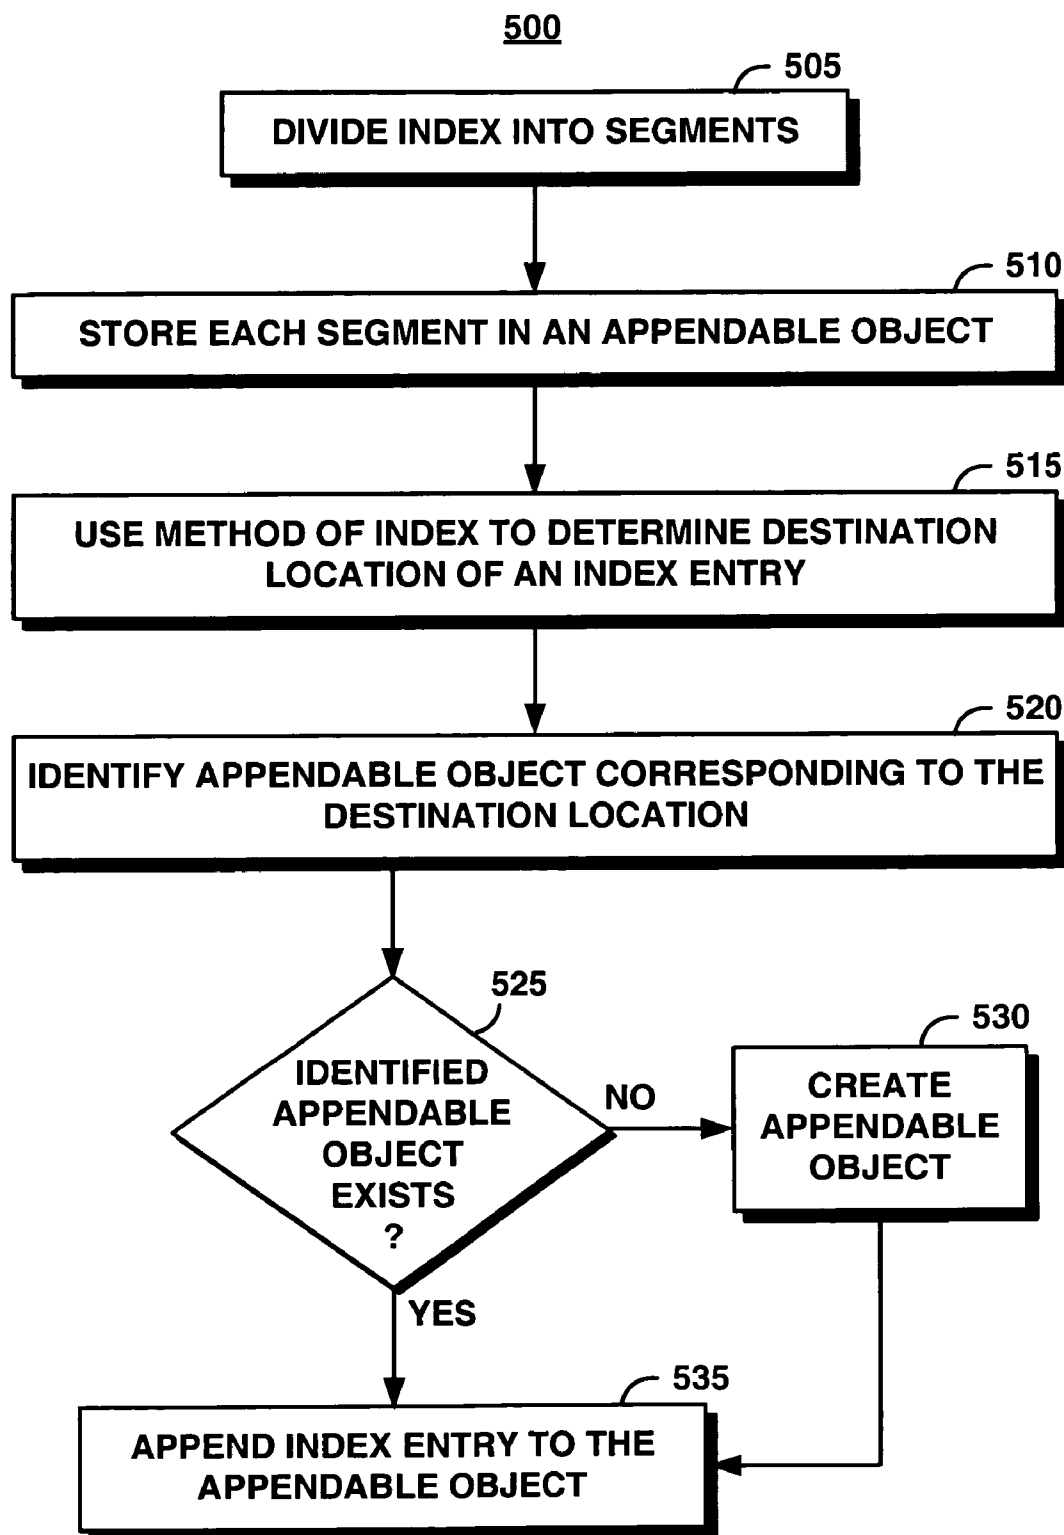 500
505
DIVIDE INDEX INTO SEGMENTS
510
STORE EACH SEGMENT IN AN APPENDABLE OBJECT
515
USE METHOD OF INDEX TO DETERMINE DESTINATION
LOCATION OF AN INDEX ENTRY
520
IDENTIFY APPENDABLE OBJECT CORRESPONDING TO THE
DESTINATION LOCATION
525
IDENTIFIED
APPENDABLE
OBJECT
EXISTS
?
NO
530
CREATE
APPENDABLE
OBJECT
YES
535
APPEND INDEX ENTRY TO THE
APPENDABLE OBJECT